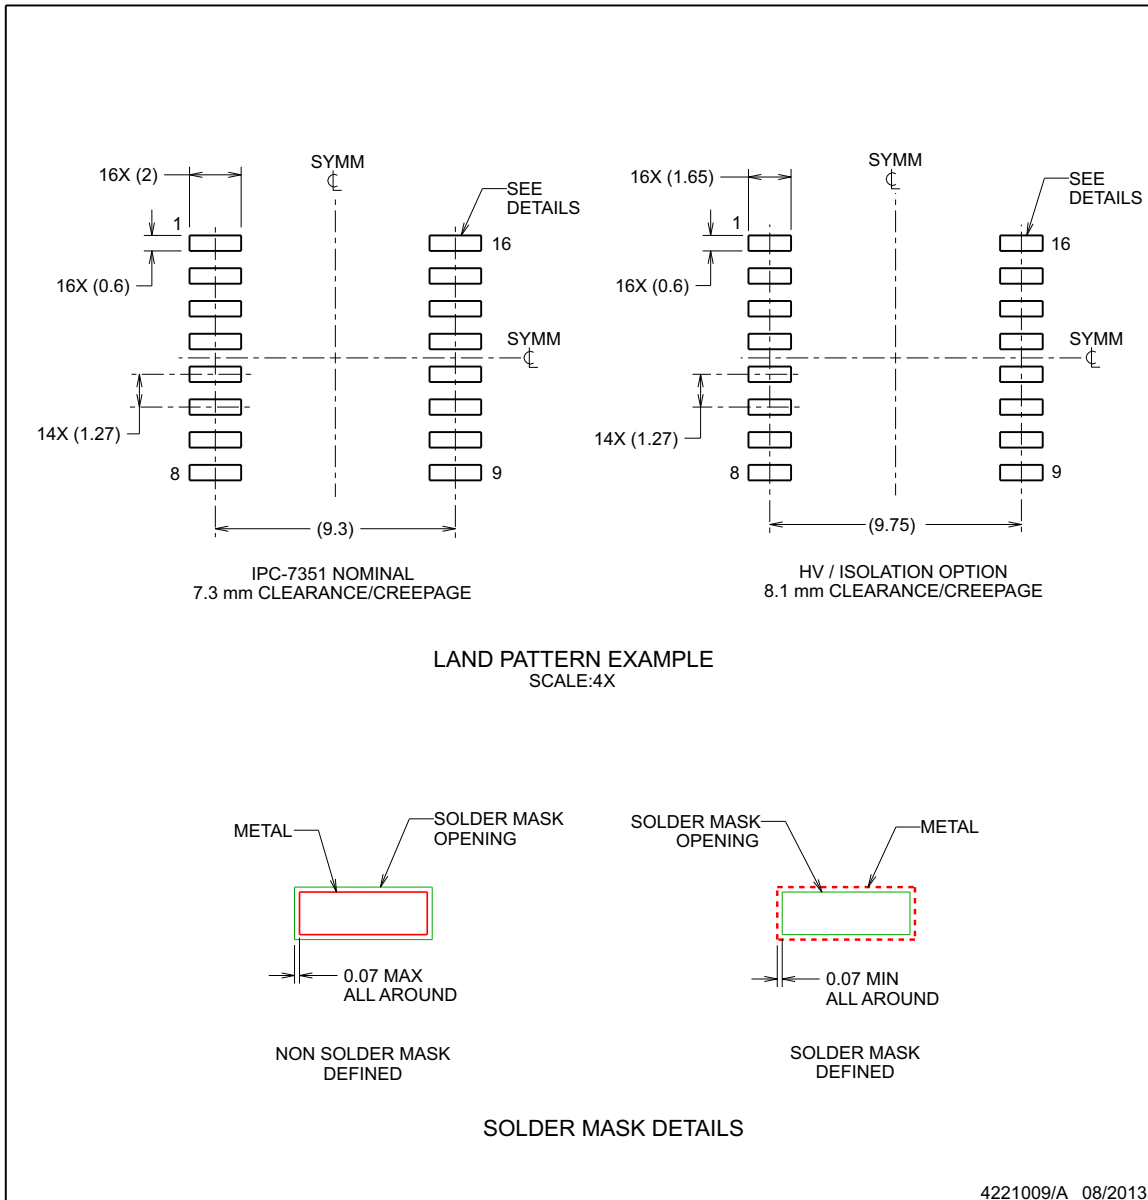 SYMM
℄
16X (2)
SEE
DETAILS
1
16
16X (0.6)
SYMM
℄
14X (1.27)
8
9
(9.3)
IPC-7351 NOMINAL
7.3 mm CLEARANCE/CREEPAGE
SYMM
℄
16X (1.65)
SEE
DETAILS
1
16
16X (0.6)
SYMM
℄
14X (1.27)
8
9
(9.75)
HV / ISOLATION OPTION
8.1 mm CLEARANCE/CREEPAGE
LAND PATTERN EXAMPLE
SCALE:4X
METAL
SOLDER MASK
OPENING
0.07 MAX
ALL AROUND
NON SOLDER MASK
DEFINED
SOLDER MASK
OPENING
METAL
0.07 MIN
ALL AROUND
SOLDER MASK
DEFINED
SOLDER MASK DETAILS
4221009/A 08/2013